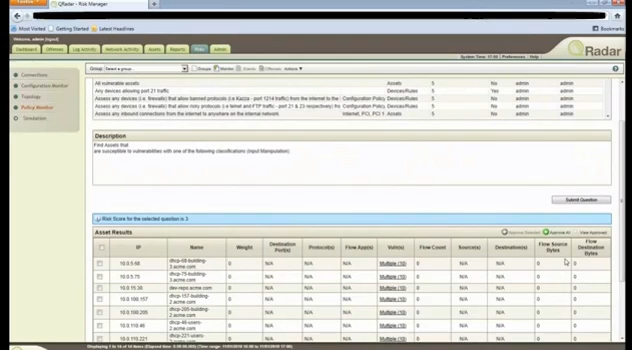 Firefox
QRadar - Risk Manager
Most Visited Getting Started Latest Headlines Bookmarks
Welcome, admin [logout]
Dashboard Offenses Log Activity Network Activity Assets Reports Risks Admin
System Time: 17:05 | Preferences | Help
QRadar
Connections
Configuration Monitor
Topology
Policy Monitor
Simulation
Group: Select a group... Groups Monitor Events Offenses Actions
All vulnerable assets Assets 5 No admin admin
Any devices allowing port 21 traffic Devices/Rules 5 Yes admin admin
Assess any devices (i.e. firewalls) that allow banned protocols (i.e Kazza - port 1214 traffic) from the internet to the Configuration Policy, Devices/Rules 5 No admin admin
Assess any devices (i.e. firewalls) that allow risky protocols (i.e telnet and FTP traffic - port 21 & 23 respectively) fro Configuration Policy, Devices/Rules 5 No admin admin
Assess any inbound connections from the internet to anywhere on the internal network Internet, PCI, PCI 1 Assets 5 No admin admin
Description
Find Assets that
are susceptible to vulnerabilities with one of the following classifications (Input Manipulation)
Submit Question
Risk Score for the selected question is 3
Asset Results
Approve Selected Approve All View Approved
IP Name Weight Destination Port(s) Protocol(s) Flow App(s) Vuln(s) Flow Count Source(s) Destination(s) Flow Source Bytes Flow Destination Bytes
10.0.5.68 dhcp-68-building-3.acme.com 0 N/A N/A N/A Multiple (10) 0 N/A N/A 0 0
10.0.5.75 dhcp-75-building-3.acme.com 0 N/A N/A N/A Multiple (10) 0 N/A N/A 0 0
10.0.15.30 dev-repo.acme.com 0 N/A N/A N/A Multiple (10) 0 N/A N/A 0 0
10.0.100.157 dhcp-157-building-2.acme.com 0 N/A N/A N/A Multiple (10) 0 N/A N/A 0 0
10.0.100.205 dhcp-205-building-2.acme.com 0 N/A N/A N/A Multiple (10) 0 N/A N/A 0 0
10.0.110.46 dhcp-46-users-2.acme.com 0 N/A N/A N/A Multiple (10) 0 N/A N/A 0 0
10.0.110.221 dhcp-221-users- 0 N/A N/A N/A Multiple (10) 0 N/A N/A 0 0
Displaying 1 to 14 of 14 items